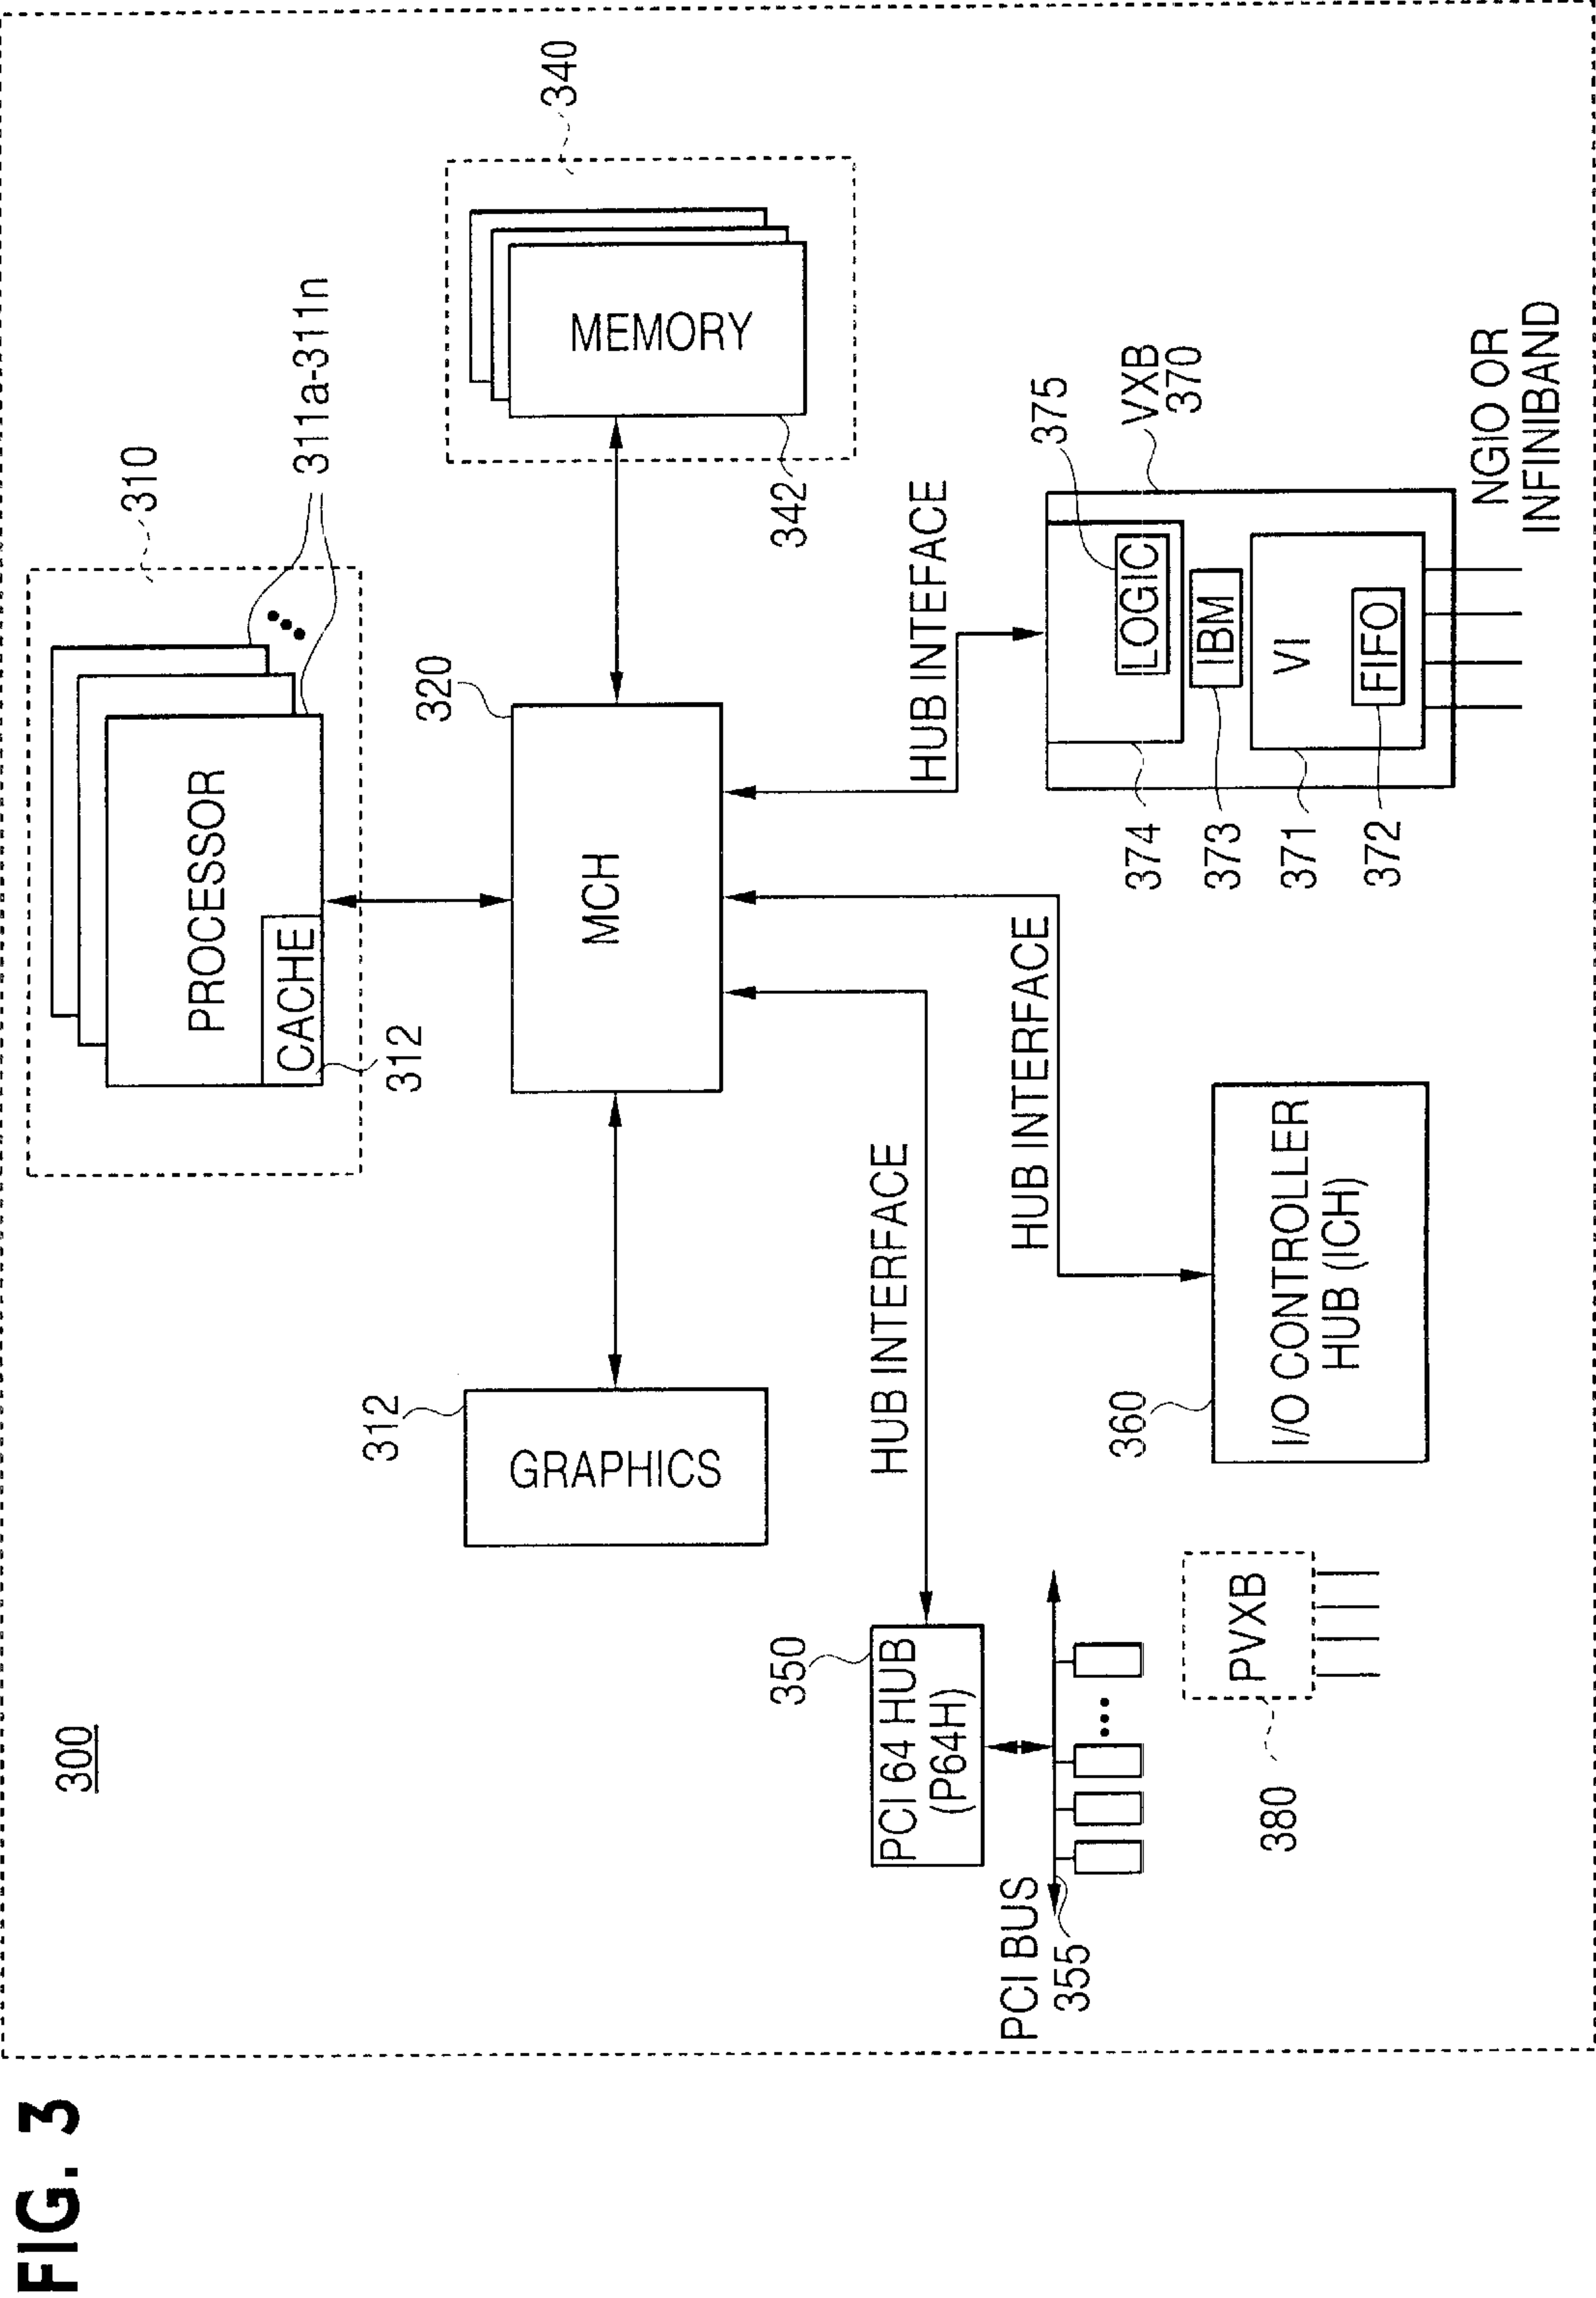 FIG. 3
300
310
PROCESSOR
CACHE
312
311a-311n
340
MEMORY
342
320
MCH
312
GRAPHICS
HUB INTERFACE
HUB INTERFACE
HUB INTEFACE
350
PCI 64 HUB
(P64H)
PCI BUS
355
360
I/O CONTROLLER
HUB (ICH)
PVXB
380
VXB
370
375
LOGIC
374
IBM
373
VI
371
FIFO
372
NGIO OR
INFINIBAND